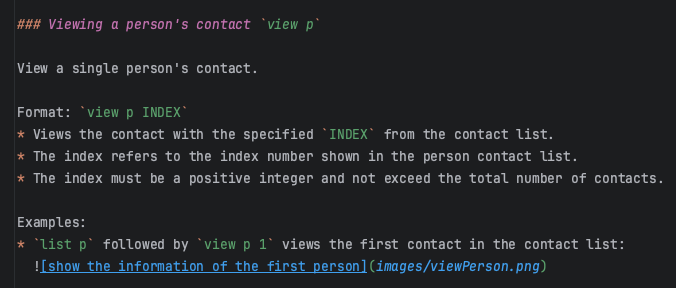 ### Viewing a person's contact `view p`
View a single person's contact.
Format: `view p INDEX`
* Views the contact with the specified `INDEX` from the contact list.
* The index refers to the index number shown in the person contact list.
* The index must be a positive integer and not exceed the total number of contacts.
Examples:
* `list p` followed by `view p 1` views the first contact in the contact list:
![show the information of the first person](images/viewPerson.png)